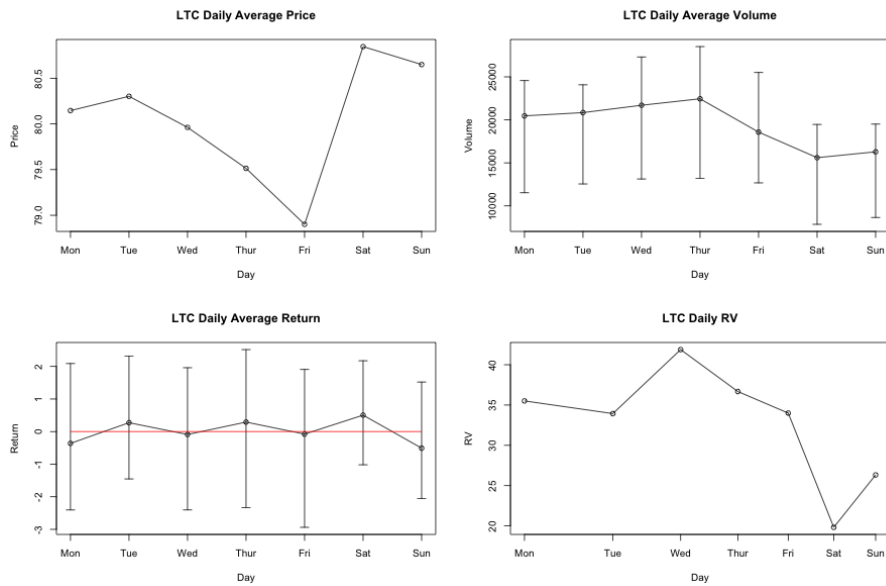 LTC Daily Average Price
Price
80.5
80.0
79.5
79.0
Mon Tue Wed Thur Fri Sat Sun
Day
LTC Daily Average Volume
Volume
25000
20000
15000
10000
Mon Tue Wed Thur Fri Sat Sun
Day
LTC Daily Average Return
Return
2
1
0
-1
-2
-3
Mon Tue Wed Thur Fri Sat Sun
Day
LTC Daily RV
RV
40
35
30
25
20
Mon Tue Wed Thur Fri Sat Sun
Day